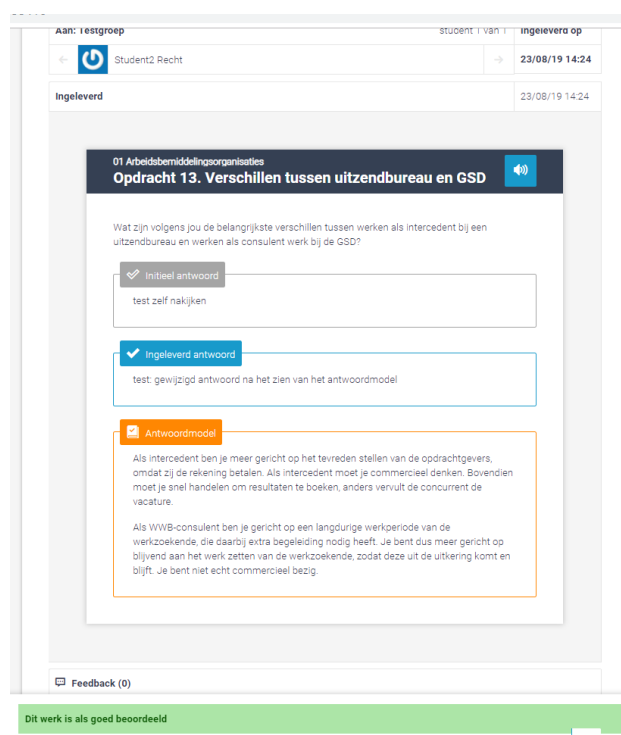 Aan: Testgroep student 1 van 1 Ingeleverd op
Student2 Recht 23/08/19 14:24
Ingeleverd 23/08/19 14:24
01 Arbeidsbemiddelingsorganisaties
Opdracht 13. Verschillen tussen uitzendbureau en GSD
Wat zijn volgens jou de belangrijkste verschillen tussen werken als intercedent bij een
uitzendbureau en werken als consulent werk bij de GSD?
Initieel antwoord
test zelf nakijken
Ingeleverd antwoord
test: gewijzigd antwoord na het zien van het antwoordmodel
Antwoordmodel
Als intercedent ben je meer gericht op het tevreden stellen van de opdrachtgevers,
omdat zij de rekening betalen. Als intercedent moet je commercieel denken. Bovendien
moet je snel handelen om resultaten te boeken, anders vervult de concurrent de
vacature.
Als WWB-consulent ben je gericht op een langdurige werkperiode van de
werkzoekende, die daarbij extra begeleiding nodig heeft. Je bent dus meer gericht op
blijvend aan het werk zetten van de werkzoekende, zodat deze uit de uitkering komt en
blijft. Je bent niet echt commercieel bezig.
Feedback (0)
Dit werk is als goed beoordeeld